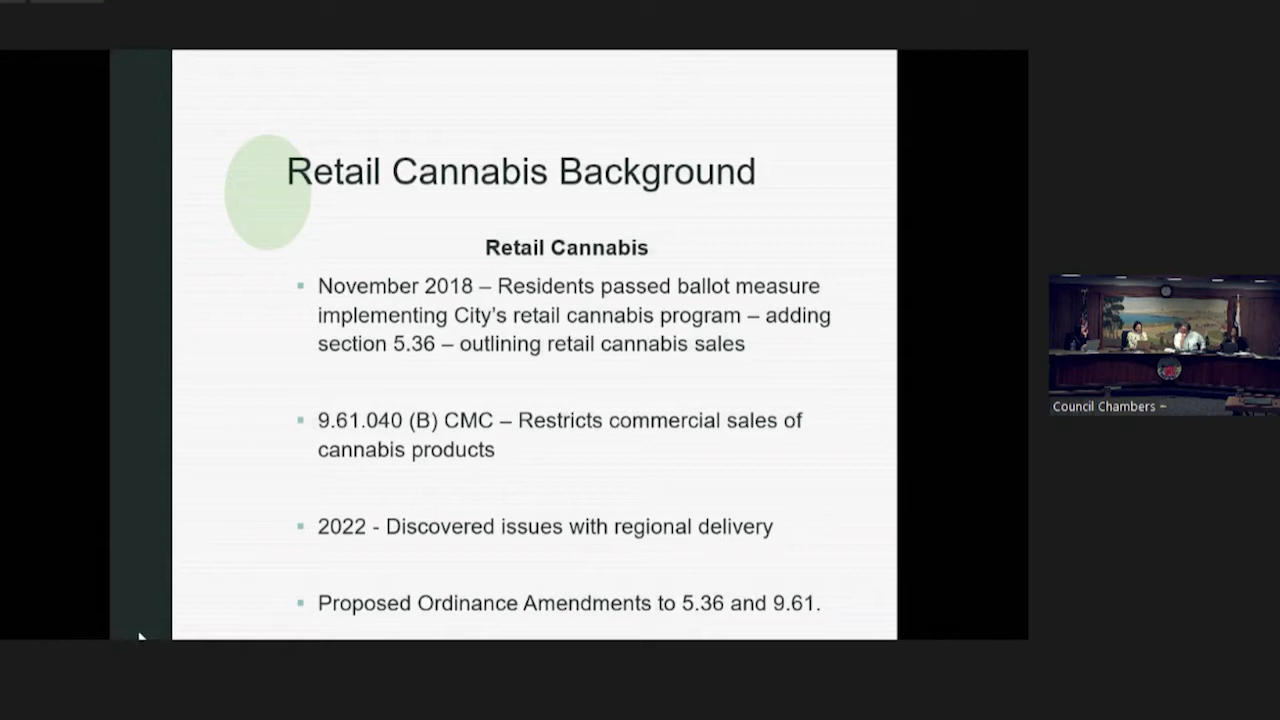 Retail Cannabis Background
Retail Cannabis
▪ November 2018 – Residents passed ballot measure
implementing City’s retail cannabis program – adding
section 5.36 – outlining retail cannabis sales
▪ 9.61.040 (B) CMC – Restricts commercial sales of
cannabis products
▪ 2022 - Discovered issues with regional delivery
▪ Proposed Ordinance Amendments to 5.36 and 9.61.
Council Chambers –